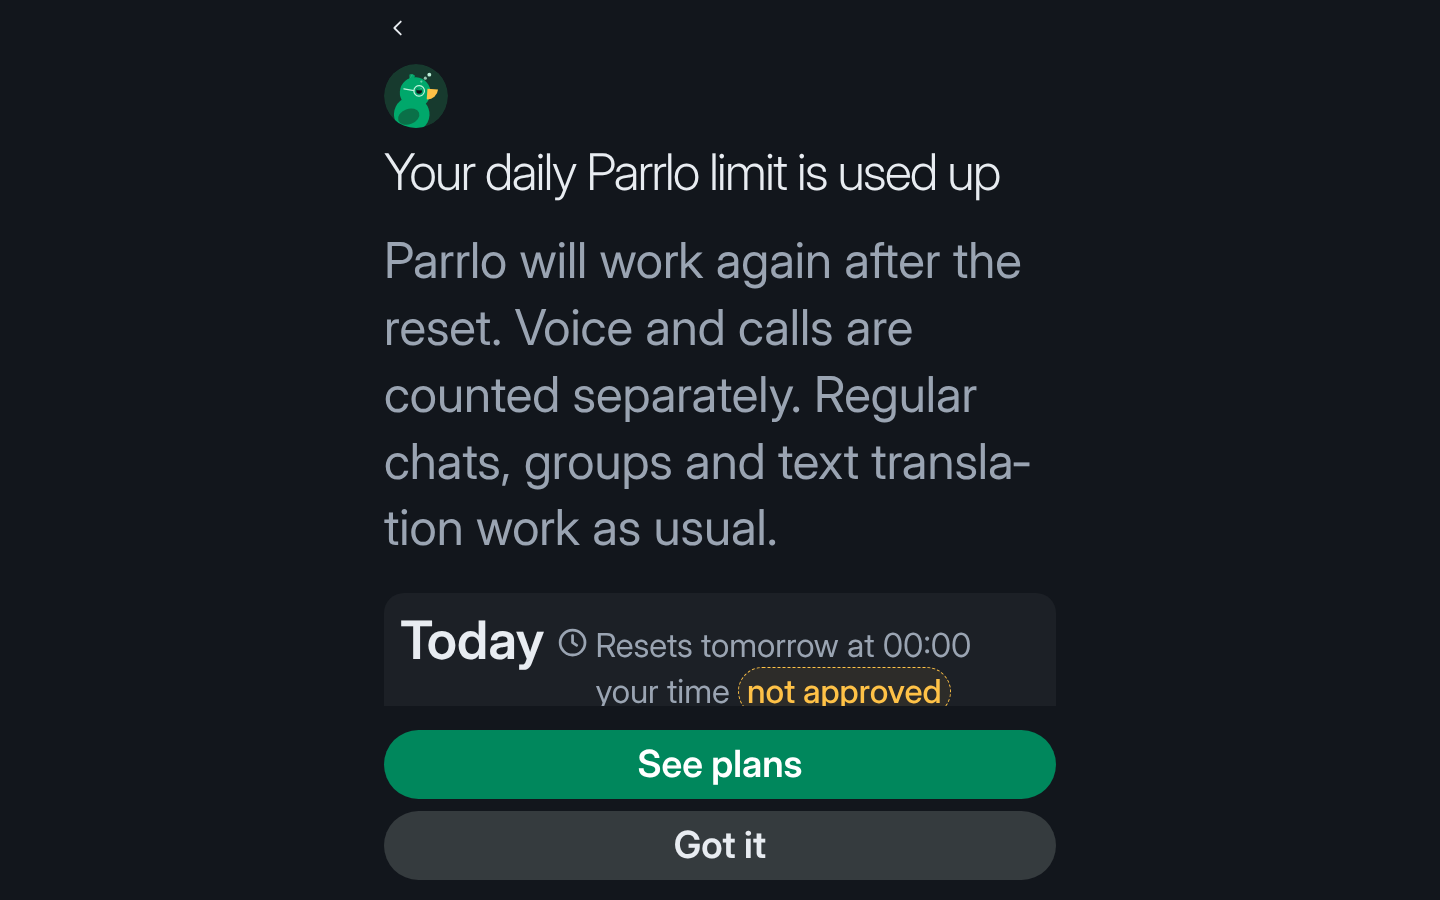 Your daily Parrlo limit is used up
Parrlo will work again after the
reset. Voice and calls are
counted separately. Regular
chats, groups and text transla-
tion work as usual.
Today Resets tomorrow at 00:00
your time not approved
See plans
Got it